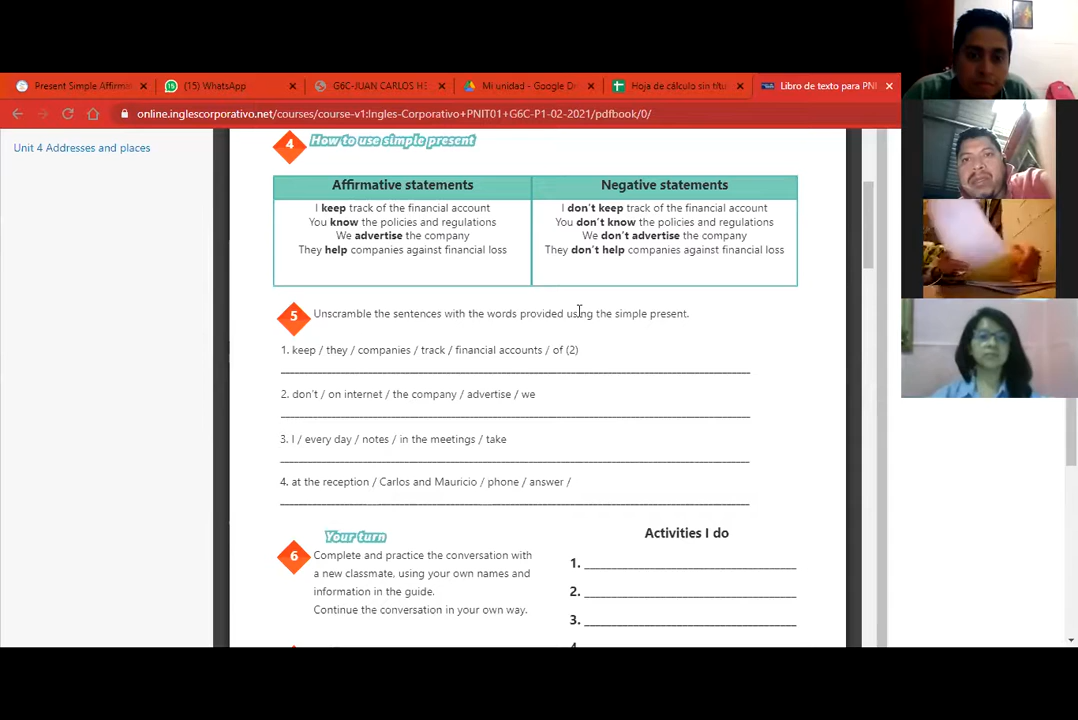 Present Simple Affirma
(15) WhatsApp
G6C-JUAN CARLOS HE
Mi unidad - Google Dr
Hoja de cálculo sin títu
Libro de texto para PNI
online.inglescorporativo.net/courses/course-v1:Ingles-Corporativo+PNIT01+G6C-P1-02-2021/pdfbook/0/
Unit 4 Addresses and places
4 How to use simple present
Affirmative statements
I keep track of the financial account
You know the policies and regulations
We advertise the company
They help companies against financial loss
Negative statements
I don't keep track of the financial account
You don't know the policies and regulations
We don't advertise the company
They don't help companies against financial loss
5 Unscramble the sentences with the words provided using the simple present.
1. keep / they / companies / track / financial accounts / of (2)
2. don't / on internet / the company / advertise / we
3. I / every day / notes / in the meetings / take
4. at the reception / Carlos and Mauricio / phone / answer /
Your turn
6 Complete and practice the conversation with
a new classmate, using your own names and
information in the guide.
Continue the conversation in your own way.
Activities I do
1.
2.
3.